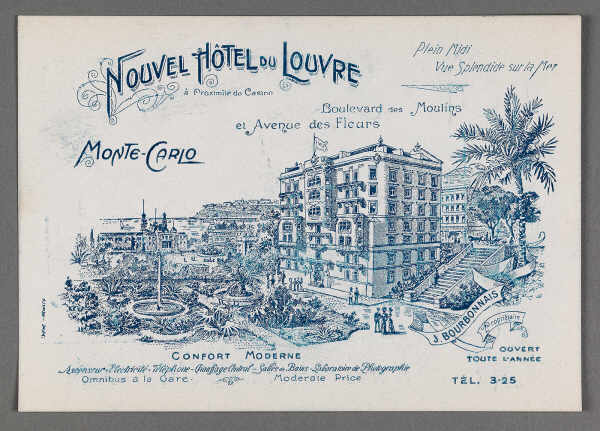 Nouvel Hôtel du Louvre
à Proximité du Casino
Plein Midi
Vue Splendide sur la Mer
Boulevard des Moulins
et Avenue des Fleurs
Monte-Carlo
J. Bourbonnais
Propriétaire
Ouvert
toute l'année
Confort Moderne
Ascenseur - Électricité - Téléphone - Chauffage Central - Salles de Bains - Laboratoire de Photographie
Omnibus à la Gare - Moderate Price
Tél. 3-25